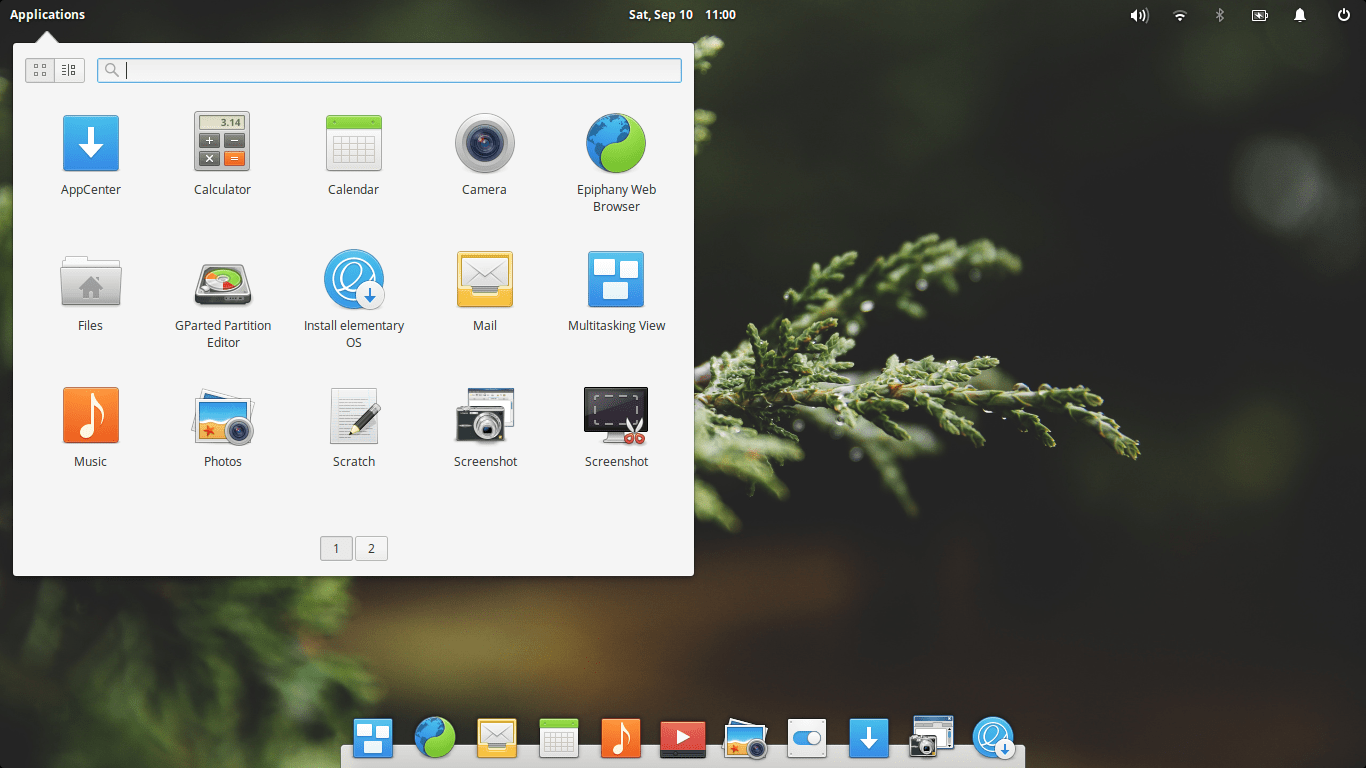 Applications
Sat, Sep 10 11:00
3.14
AppCenter
Calculator
Calendar
Camera
Epiphany Web
Browser
Files
GParted Partition
Editor
Install elementary
OS
Mail
Multitasking View
Music
Photos
Scratch
Screenshot
Screenshot
1
2